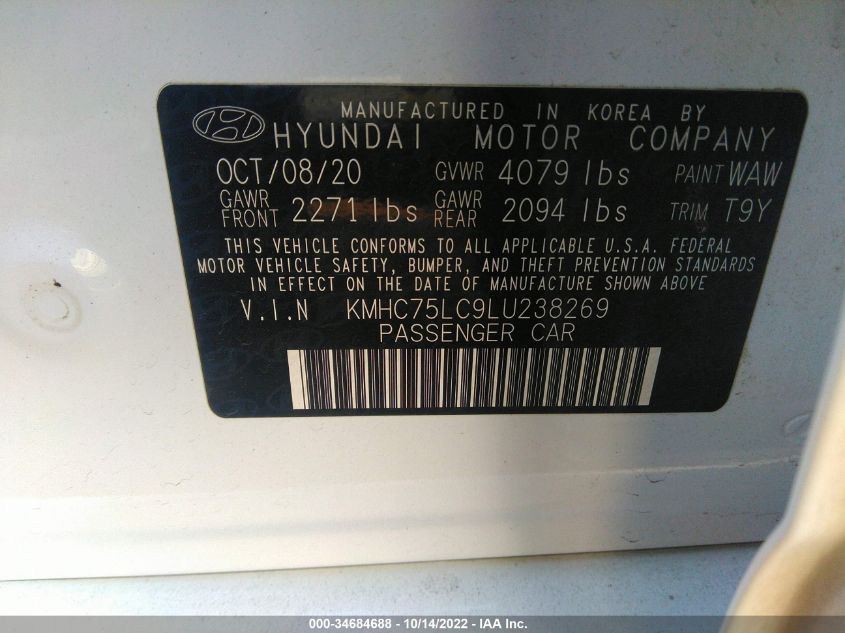 MANUFACTURED IN KOREA BY
HYUNDAI MOTOR COMPANY
OCT/08/20 GVWR 4079 lbs PAINT WAW
GAWR FRONT 2271 lbs GAWR REAR 2094 lbs TRIM T9Y
THIS VEHICLE CONFORMS TO ALL APPLICABLE U.S.A. FEDERAL
MOTOR VEHICLE SAFETY, BUMPER, AND THEFT PREVENTION STANDARDS
IN EFFECT ON THE DATE OF MANUFACTURE SHOWN ABOVE
V.I.N KMHC75LC9LU238269
PASSENGER CAR
000-34684688 - 10/14/2022 - IAA Inc.